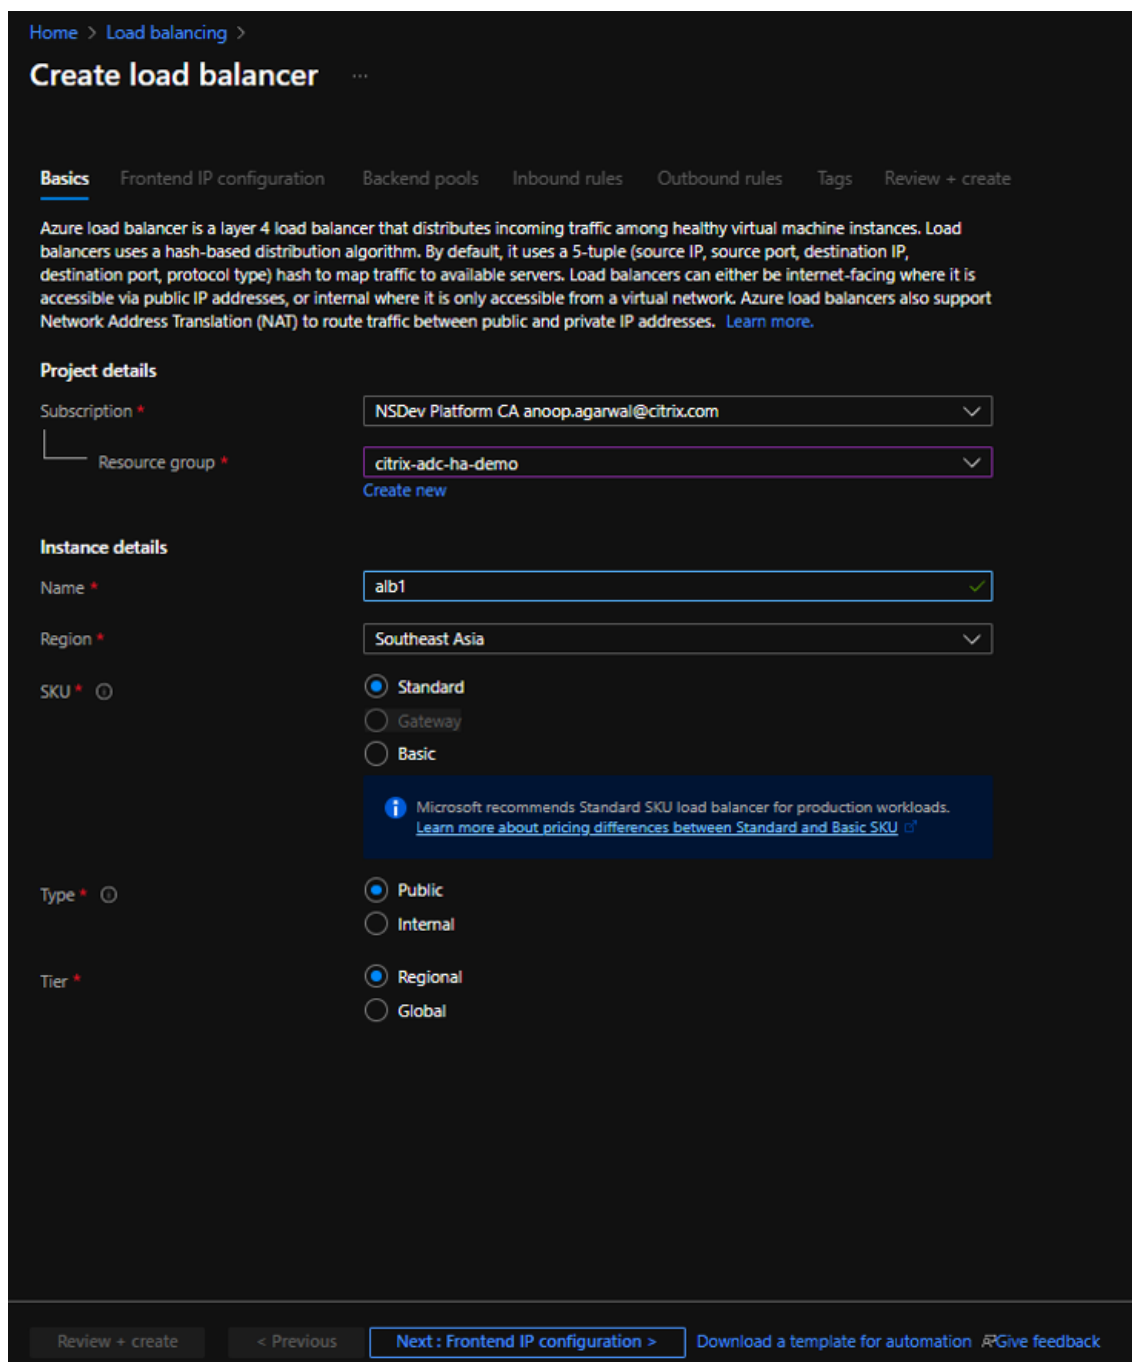 Home > Load balancing >
Create load balancer ...
Basics Frontend IP configuration Backend pools Inbound rules Outbound rules Tags Review + create
Azure load balancer is a layer 4 load balancer that distributes incoming traffic among healthy virtual machine instances. Load
balancers uses a hash-based distribution algorithm. By default, it uses a 5-tuple (source IP, source port, destination IP,
destination port, protocol type) hash to map traffic to available servers. Load balancers can either be internet-facing where it is
accessible via public IP addresses, or internal where it is only accessible from a virtual network. Azure load balancers also support
Network Address Translation (NAT) to route traffic between public and private IP addresses. Learn more.
Project details
Subscription * NSDev Platform CA anoop.agarwal@citrix.com
Resource group * citrix-adc-ha-demo
Create new
Instance details
Name * alb1
Region * Southeast Asia
SKU * Standard
Gateway
Basic
Microsoft recommends Standard SKU load balancer for production workloads.
Learn more about pricing differences between Standard and Basic SKU
Type * Public
Internal
Tier * Regional
Global
Review + create < Previous Next : Frontend IP configuration > Download a template for automation Give feedback